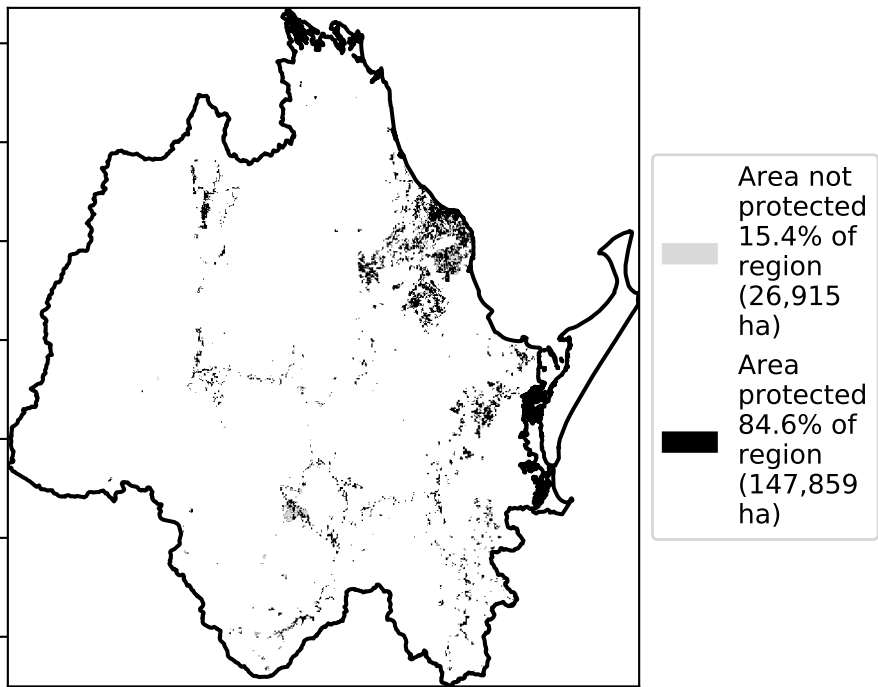 Area not
protected
15.4% of
region
(26,915
ha)
Area
protected
84.6% of
region
(147,859
ha)